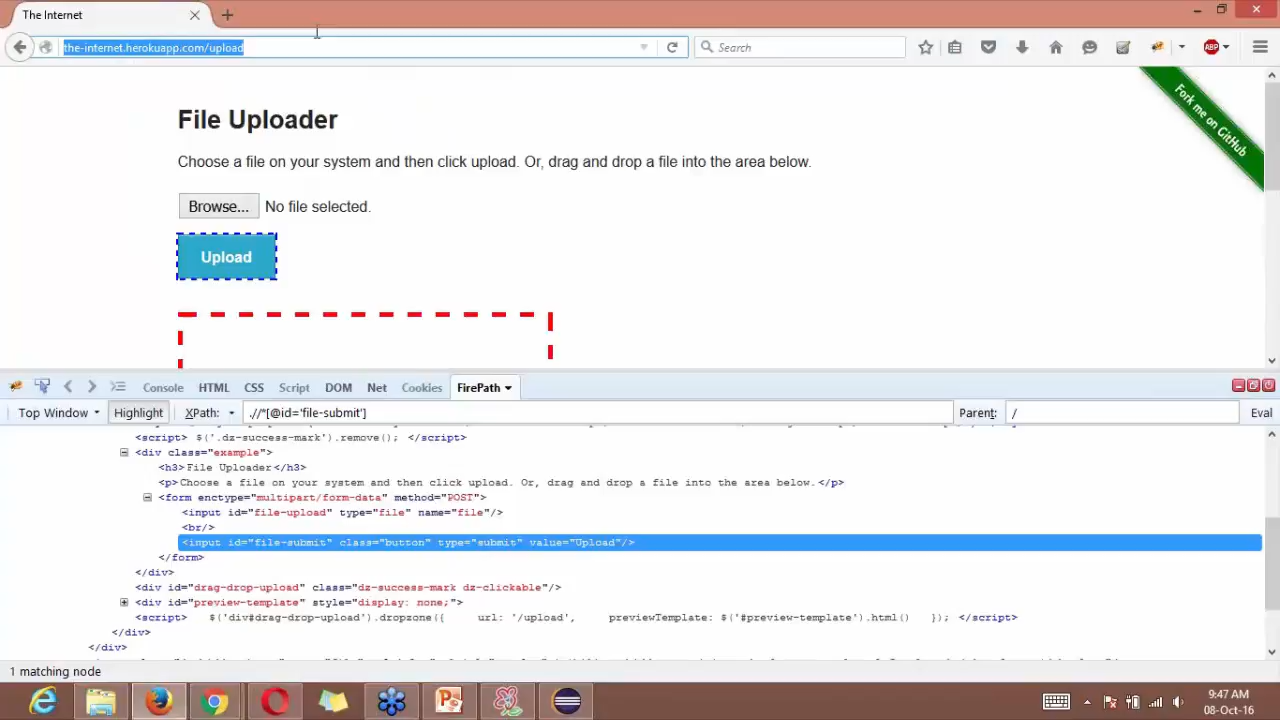 The Internet
the-internet.herokuapp.com/upload
Search
ABP
Fork me on GitHub
File Uploader
Choose a file on your system and then click upload. Or, drag and drop a file into the area below.
Browse... No file selected.
Upload
Console HTML CSS Script DOM Net Cookies FirePath
Top Window Highlight XPath: .//*[@id='file-submit'] Parent: / Eval
<script> $('.dz-success-mark').remove(); </script>
<div class="example">
<h3>File Uploader</h3>
<p>Choose a file on your system and then click upload. Or, drag and drop a file into the area below.</p>
<form enctype="multipart/form-data" method="POST">
<input id="file-upload" type="file" name="file"/>
<br/>
<input id="file-submit" class="button" type="submit" value="Upload"/>
</form>
</div>
<div id="drag-drop-upload" class="dz-success-mark dz-clickable"/>
<div id="preview-template" style="display: none;">
<script> $('div#drag-drop-upload').dropzone({ url: '/upload', previewTemplate: $('#preview-template').html() }); </script>
</div>
</div>
1 matching node
9:47 AM
08-Oct-16